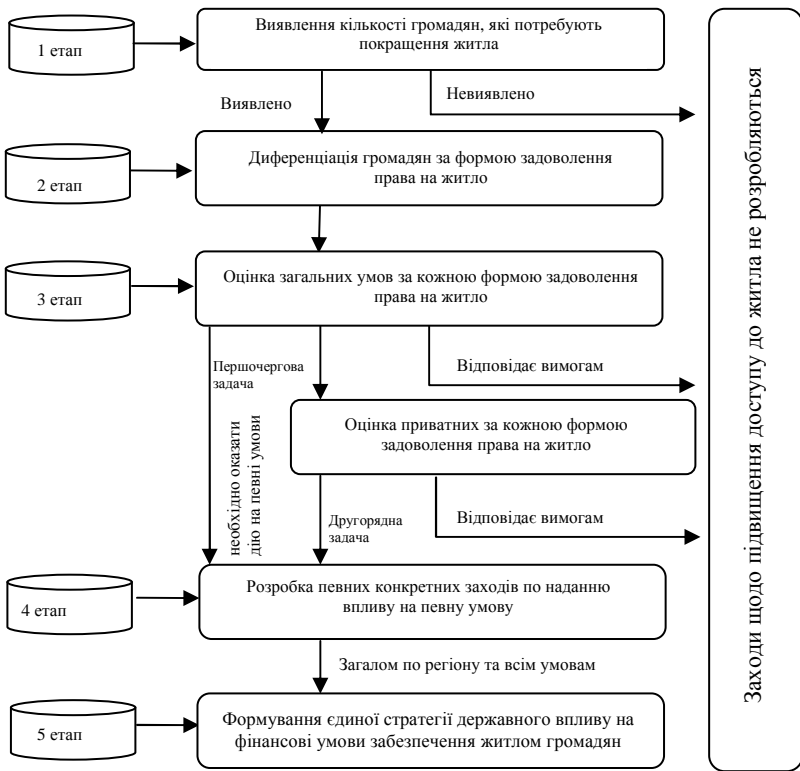 1 етап
Виявлення кількості громадян, які потребують
покращення житла
Виявлено
Невиявлено
2 етап
Диференціація громадян за формою задоволення
права на житло
3 етап
Оцінка загальних умов за кожною формою задоволення
права на житло
Першочергова
задача
необхідно оказати
дію на певні умови
Відповідає вимогам
Оцінка приватних за кожною формою
задоволення права на житло
Другорядна
задача
Відповідає вимогам
4 етап
Розробка певних конкретних заходів по наданню
впливу на певну умову
Загалом по регіону та всім умовам
5 етап
Формування єдиної стратегії державного впливу на
фінансові умови забезпечення житлом громадян
Заходи щодо підвищення доступу до житла не розробляються